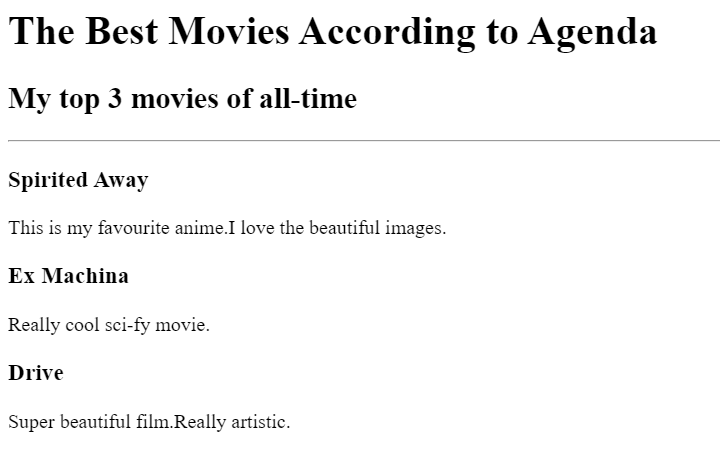 The Best Movies According to Agenda
My top 3 movies of all-time
Spirited Away
This is my favourite anime.I love the beautiful images.
Ex Machina
Really cool sci-fy movie.
Drive
Super beautiful film.Really artistic.